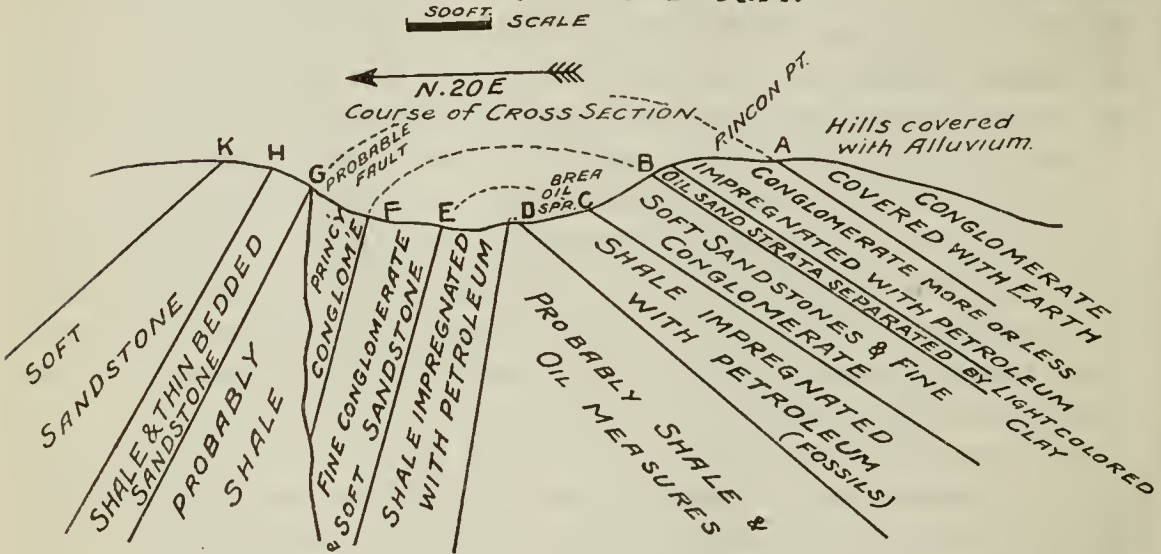 500FT. SCALE
N.20E
Course of CROSS SECTION
RINCON PT.
Hills covered
with Alluvium.
K
H
G
F
E
D
C
B
A
PROBABLE
FAULT
BREA
OIL
SPR.
SOFT
SANDSTONE
SHALE & THIN BEDDED
SANDSTONE
PROBABLY
SHALE
PRINCY
CONGLOM'E
FINE CONGLOMERATE
& SOFT SANDSTONE
SHALE IMPREGNATED
WITH PETROLEUM
PROBABLY SHALE &
OIL MEASURES
SHALE IMPREGNATED
WITH PETROLEUM
(FOSSILS)
SOFT SANDSTONES & FINE
CONGLOMERATE
OIL SAND STRATA SEPARATED BY LIGHT COLORED
CLAY
CONGLOMERATE MORE OR LESS
IMPREGNATED WITH PETROLEUM
CONGLOMERATE
COVERED WITH EARTH